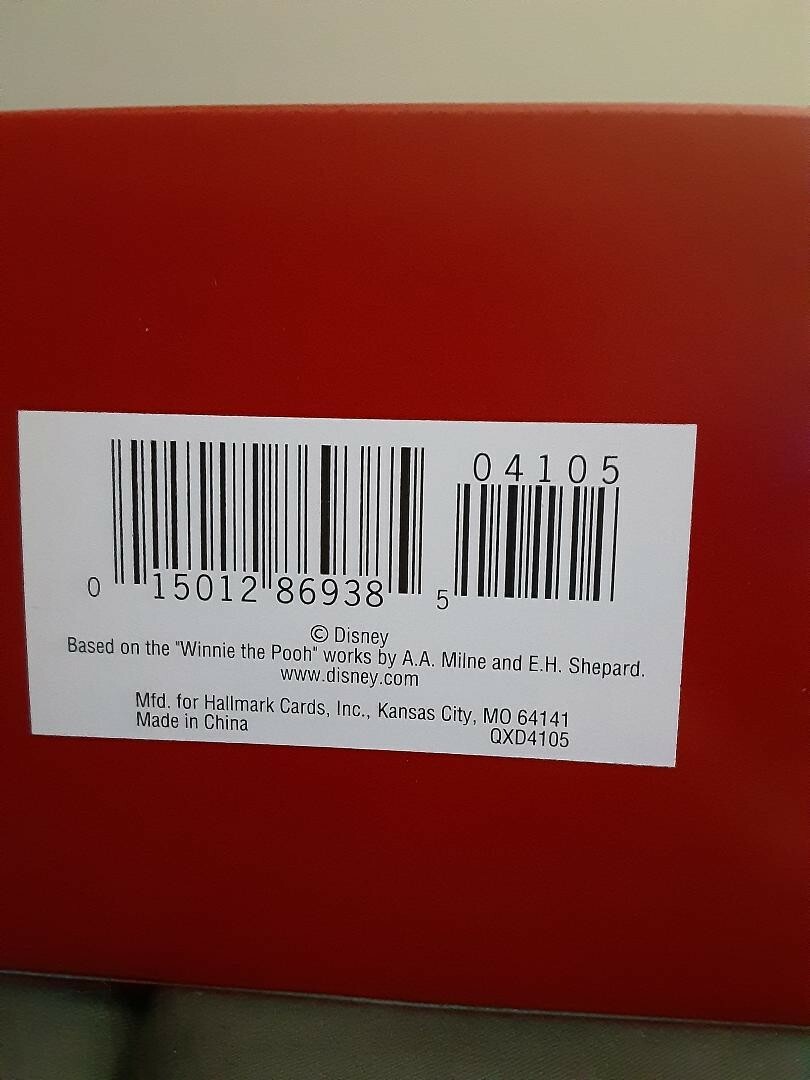 04105
0 15012 86938 5
© Disney
Based on the "Winnie the Pooh" works by A.A. Milne and E.H. Shepard.
www.disney.com
Mfd. for Hallmark Cards, Inc., Kansas City, MO 64141
Made in China QXD4105